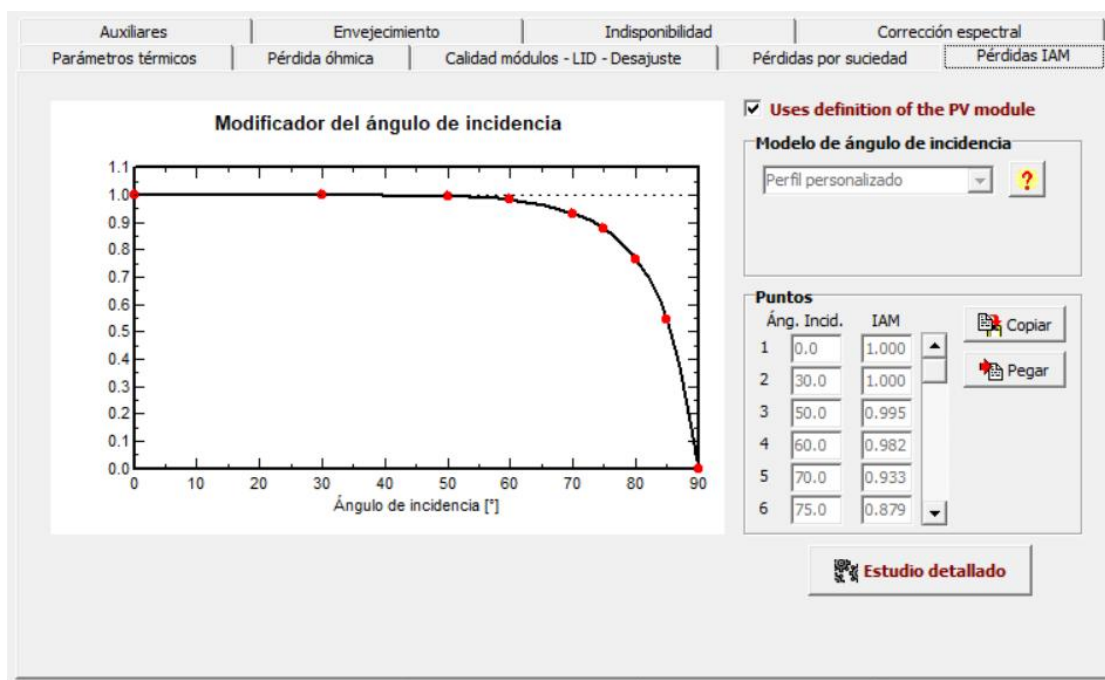 Auxiliares
Envejecimiento
Indisponibilidad
Corrección espectral
Parámetros térmicos
Pérdida óhmica
Calidad módulos - LID - Desajuste
Pérdidas por suciedad
Pérdidas IAM
Modificador del ángulo de incidencia
1.1
1.0
0.9
0.8
0.7
0.6
0.5
0.4
0.3
0.2
0.1
0.0
0 10 20 30 40 50 60 70 80 90
Ángulo de incidencia [°]
Uses definition of the PV module
Modelo de ángulo de incidencia
Perfil personalizado
?
Puntos
Áng. Incid. IAM
1 0.0 1.000
2 30.0 1.000
3 50.0 0.995
4 60.0 0.982
5 70.0 0.933
6 75.0 0.879
Copiar
Pegar
Estudio detallado